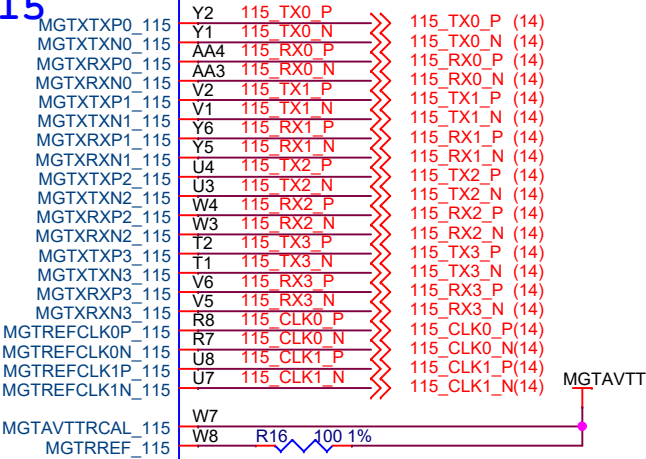 15
MGTXTXP0_115 Y2 115_TX0_P 115_TX0_P (14)
MGTXTXN0_115 Y1 115_TX0_N 115_TX0_N (14)
MGTXRXP0_115 AA4 115_RX0_P 115_RX0_P (14)
MGTXRXN0_115 AA3 115_RX0_N 115_RX0_N (14)
MGTXTXP1_115 V2 115_TX1_P 115_TX1_P (14)
MGTXTXN1_115 V1 115_TX1_N 115_TX1_N (14)
MGTXRXP1_115 Y6 115_RX1_P 115_RX1_P (14)
MGTXRXN1_115 Y5 115_RX1_N 115_RX1_N (14)
MGTXTXP2_115 U4 115_TX2_P 115_TX2_P (14)
MGTXTXN2_115 U3 115_TX2_N 115_TX2_N (14)
MGTXRXP2_115 W4 115_RX2_P 115_RX2_P (14)
MGTXRXN2_115 W3 115_RX2_N 115_RX2_N (14)
MGTXTXP3_115 T2 115_TX3_P 115_TX3_P (14)
MGTXTXN3_115 T1 115_TX3_N 115_TX3_N (14)
MGTXRXP3_115 V6 115_RX3_P 115_RX3_P (14)
MGTXRXN3_115 V5 115_RX3_N 115_RX3_N (14)
MGTREFCLK0P_115 R8 115_CLK0_P 115_CLK0_P(14)
MGTREFCLK0N_115 R7 115_CLK0_N 115_CLK0_N(14)
MGTREFCLK1P_115 U8 115_CLK1_P 115_CLK1_P(14)
MGTREFCLK1N_115 U7 115_CLK1_N 115_CLK1_N(14)
MGTAVTT
MGTAVTTRCAL_115 W7
MGTRREF_115 W8 R16 100 1%